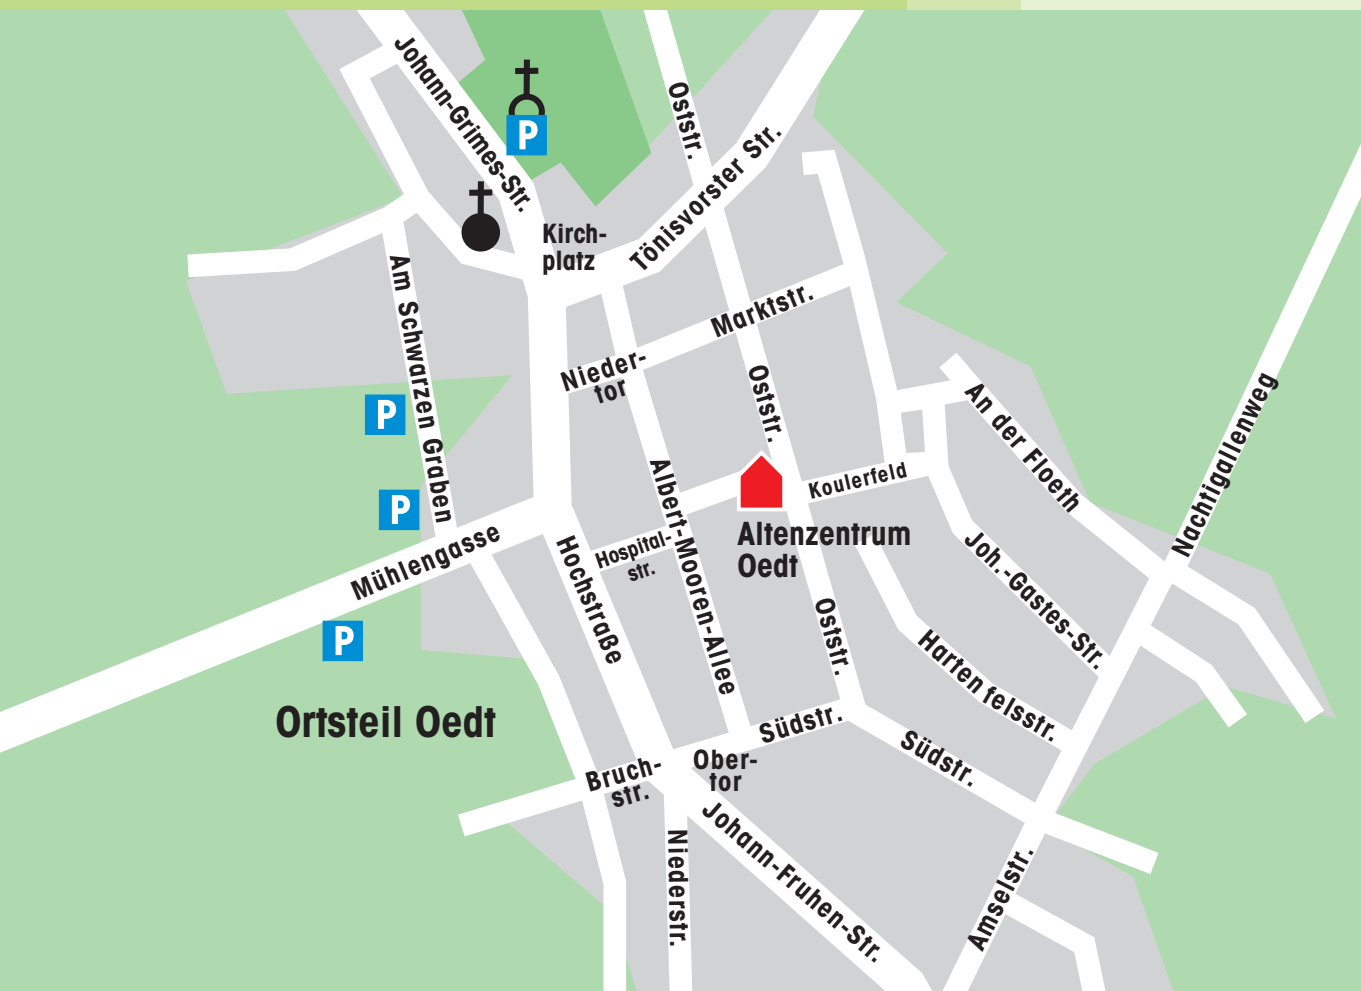 Johann-Grimes-Str.
P
Oststr.
Tönisvorster Str.
Kirch-
platz
Am Schwarzen Graben
Marktstr.
Nieder-
tor
Oststr.
P
An der Floeth
Nachtigallenweg
Koulerfeld
Albert-Mooren-Allee
P
Mühlengasse
Hochstraße
Hospital-
str.
Altenzentrum
Oedt
Joh.-Gastes-Str.
P
Oststr.
Hartenfelsstr.
Ortsteil Oedt
Südstr.
Südstr.
Bruch-
str.
Ober-
tor
Niederstr.
Johann-Fruhen-Str.
Amselstr.